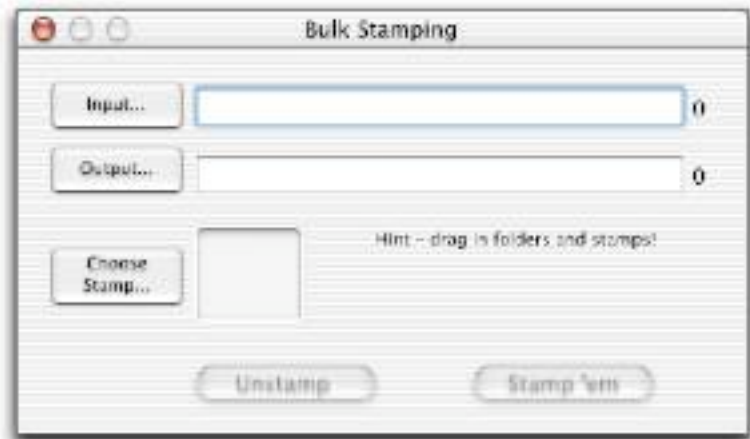 Bulk Stamping
Input... 0
Output... 0
Hint - drag in folders and stamps!
Choose
Stamp...
Unstamp Stamp 'em